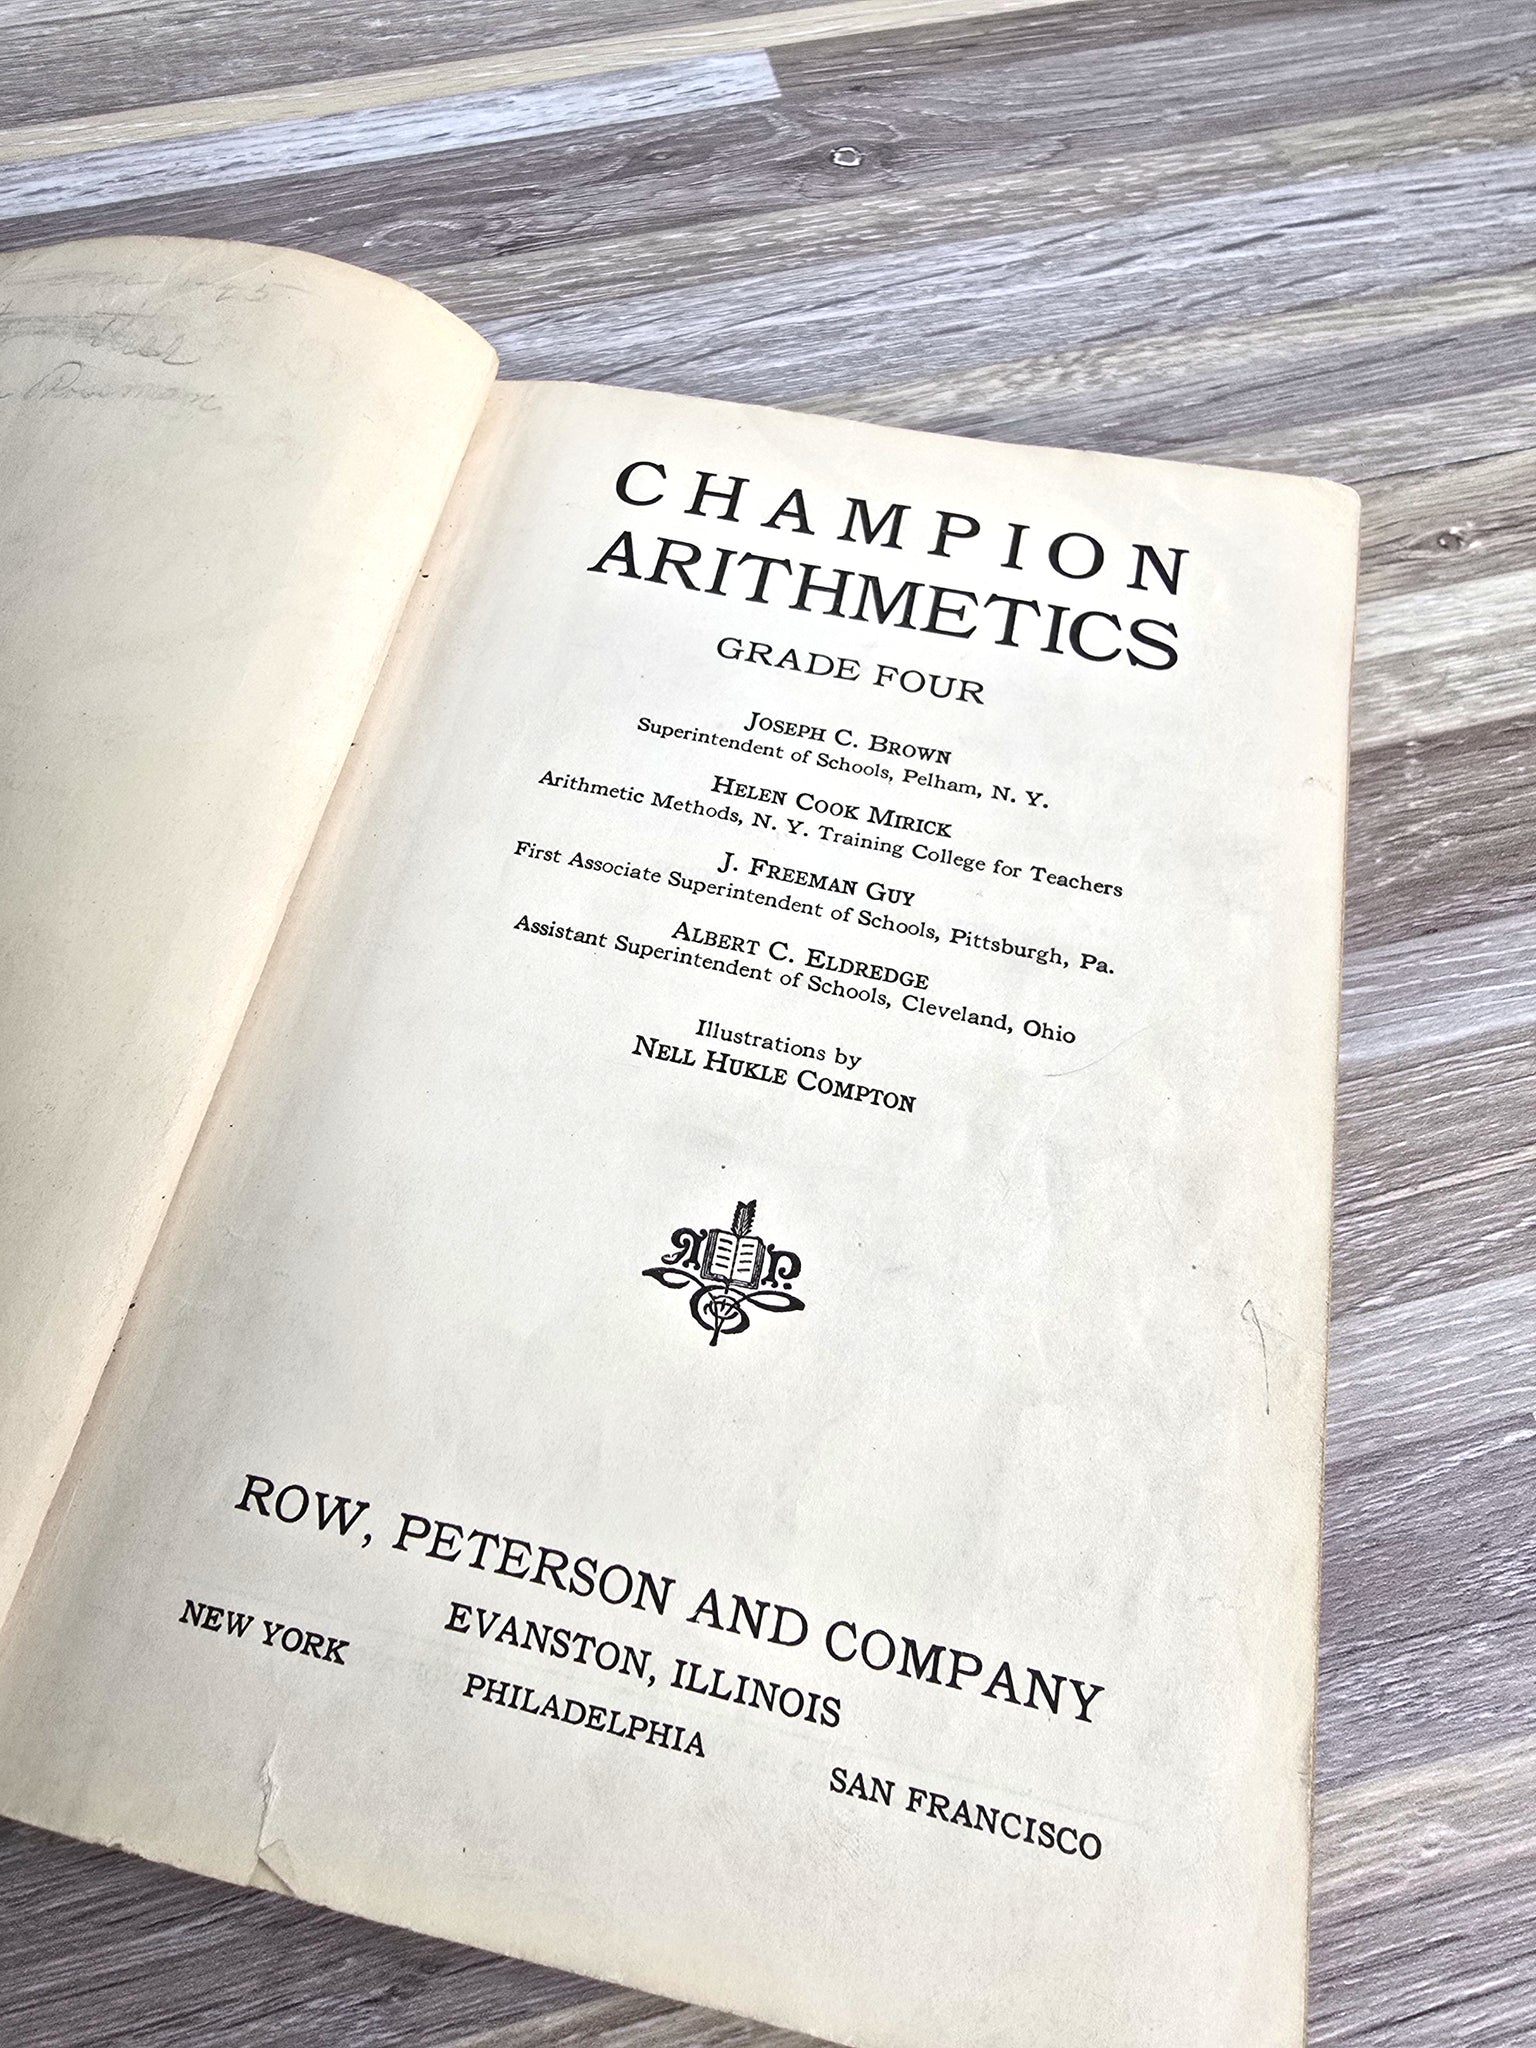 CHAMPION
ARITHMETICS
GRADE FOUR
JOSEPH C. BROWN
Superintendent of Schools, Pelham, N. Y.
HELEN COOK MIRICK
Arithmetic Methods, N. Y. Training College for Teachers
J. FREEMAN GUY
First Associate Superintendent of Schools, Pittsburgh, Pa.
ALBERT C. ELDREDGE
Assistant Superintendent of Schools, Cleveland, Ohio
Illustrations by
NELL HUKLE COMPTON
ROW, PETERSON AND COMPANY
EVANSTON, ILLINOIS
NEW YORK PHILADELPHIA SAN FRANCISCO